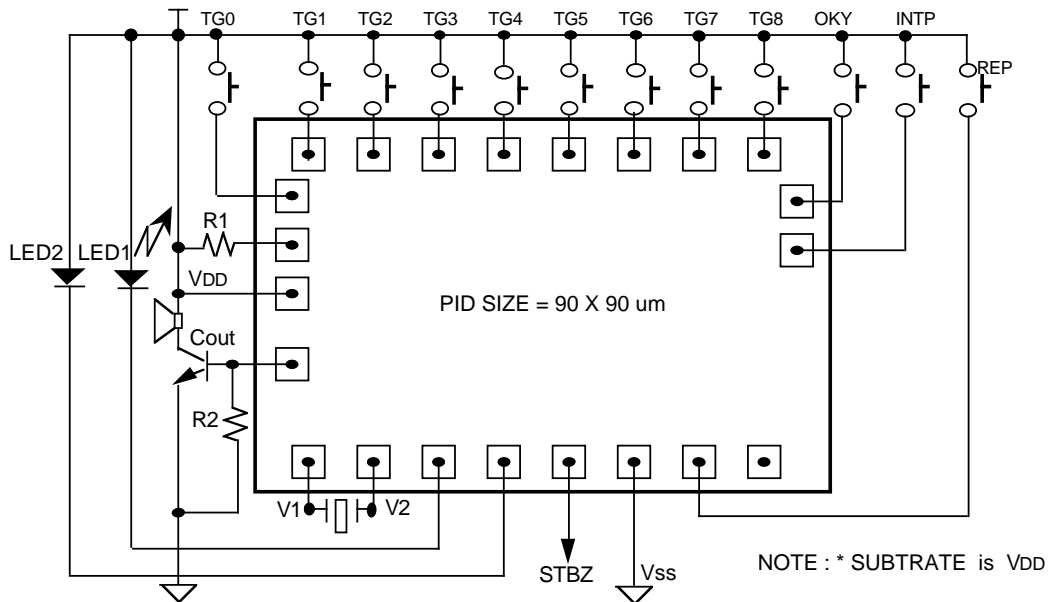 TG0 TG1 TG2 TG3 TG4 TG5 TG6 TG7 TG8 OKY INTP
REP
R1
LED2 LED1
VDD
PID SIZE = 90 X 90 um
Cout
R2
V1 V2
STBZ
Vss
NOTE : * SUBTRATE is VDD